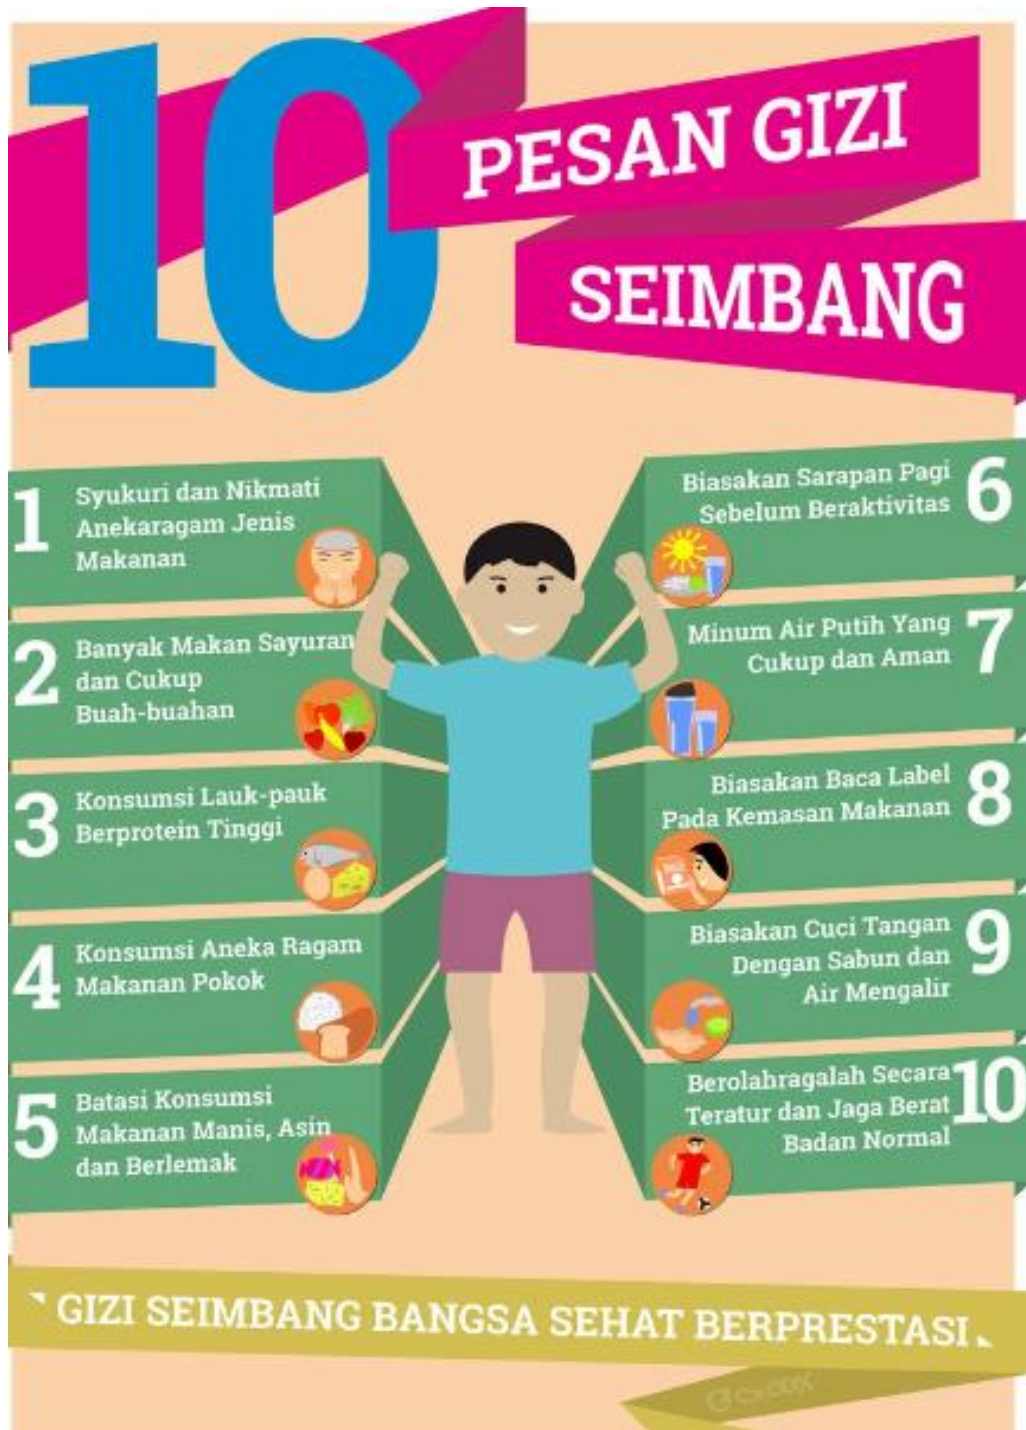 10
PESAN GIZI
SEIMBANG
1
Syukuri dan Nikmati
Anekaragam Jenis
Makanan
2
Banyak Makan Sayuran
dan Cukup
Buah-buahan
3
Konsumsi Lauk-pauk
Berprotein Tinggi
4
Konsumsi Aneka Ragam
Makanan Pokok
5
Batasi Konsumsi
Makanan Manis, Asin
dan Berlemak
6
Biasakan Sarapan Pagi
Sebelum Beraktivitas
7
Minum Air Putih Yang
Cukup dan Aman
8
Biasakan Baca Label
Pada Kemasan Makanan
9
Biasakan Cuci Tangan
Dengan Sabun dan
Air Mengalir
10
Berolahragalah Secara
Teratur dan Jaga Berat
Badan Normal
GIZI SEIMBANG BANGSA SEHAT BERPRESTASI